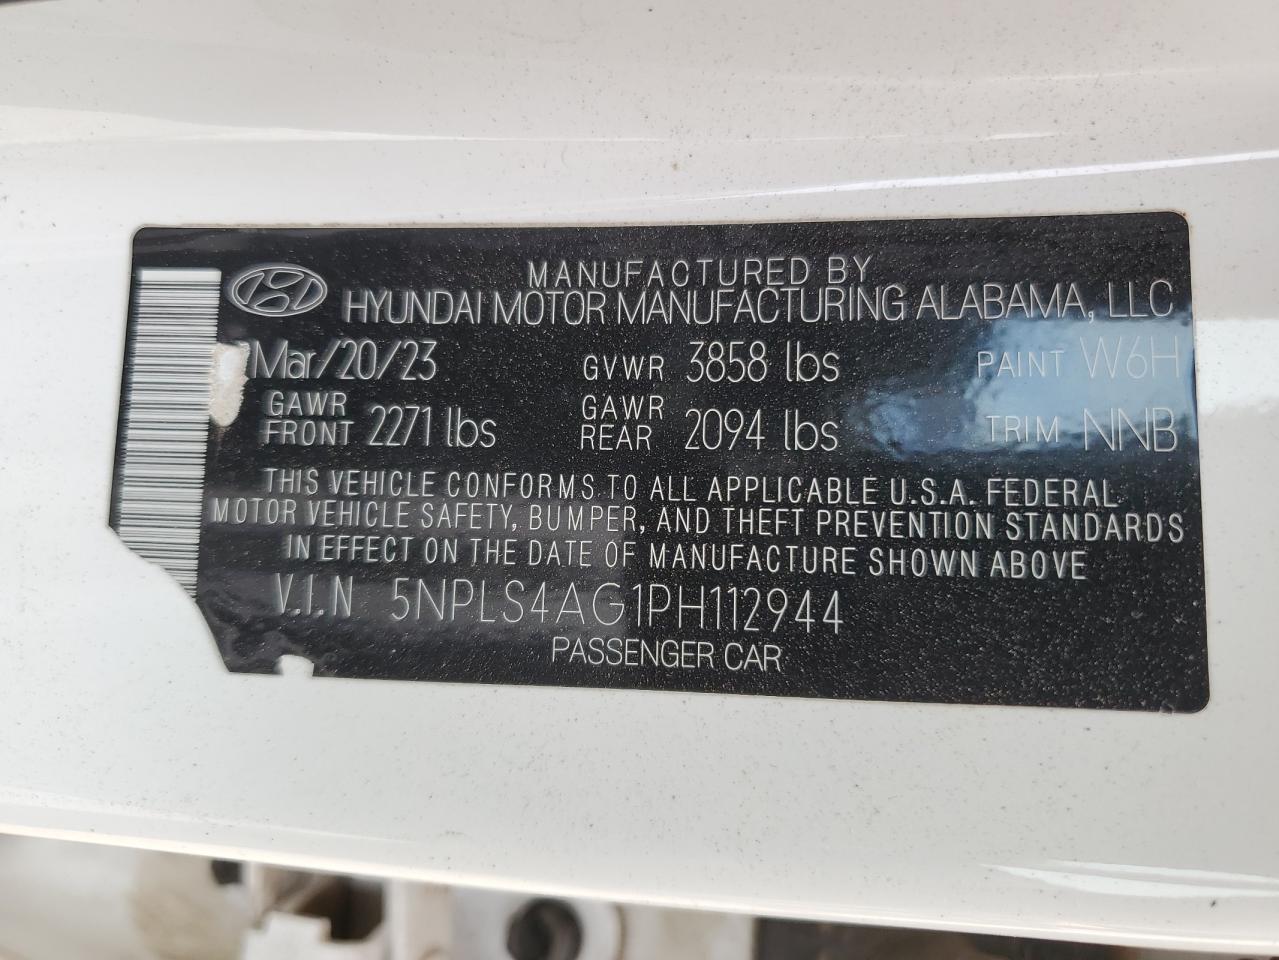 MANUFACTURED BY
HYUNDAI MOTOR MANUFACTURING ALABAMA, LLC
Mar/20/23 GVWR 3858 lbs PAINT W6H
GAWR FRONT 2271 lbs GAWR REAR 2094 lbs TRIM NNB
THIS VEHICLE CONFORMS TO ALL APPLICABLE U.S.A. FEDERAL
MOTOR VEHICLE SAFETY, BUMPER, AND THEFT PREVENTION STANDARDS
IN EFFECT ON THE DATE OF MANUFACTURE SHOWN ABOVE
V.I.N 5NPLS4AG1PH112944
PASSENGER CAR